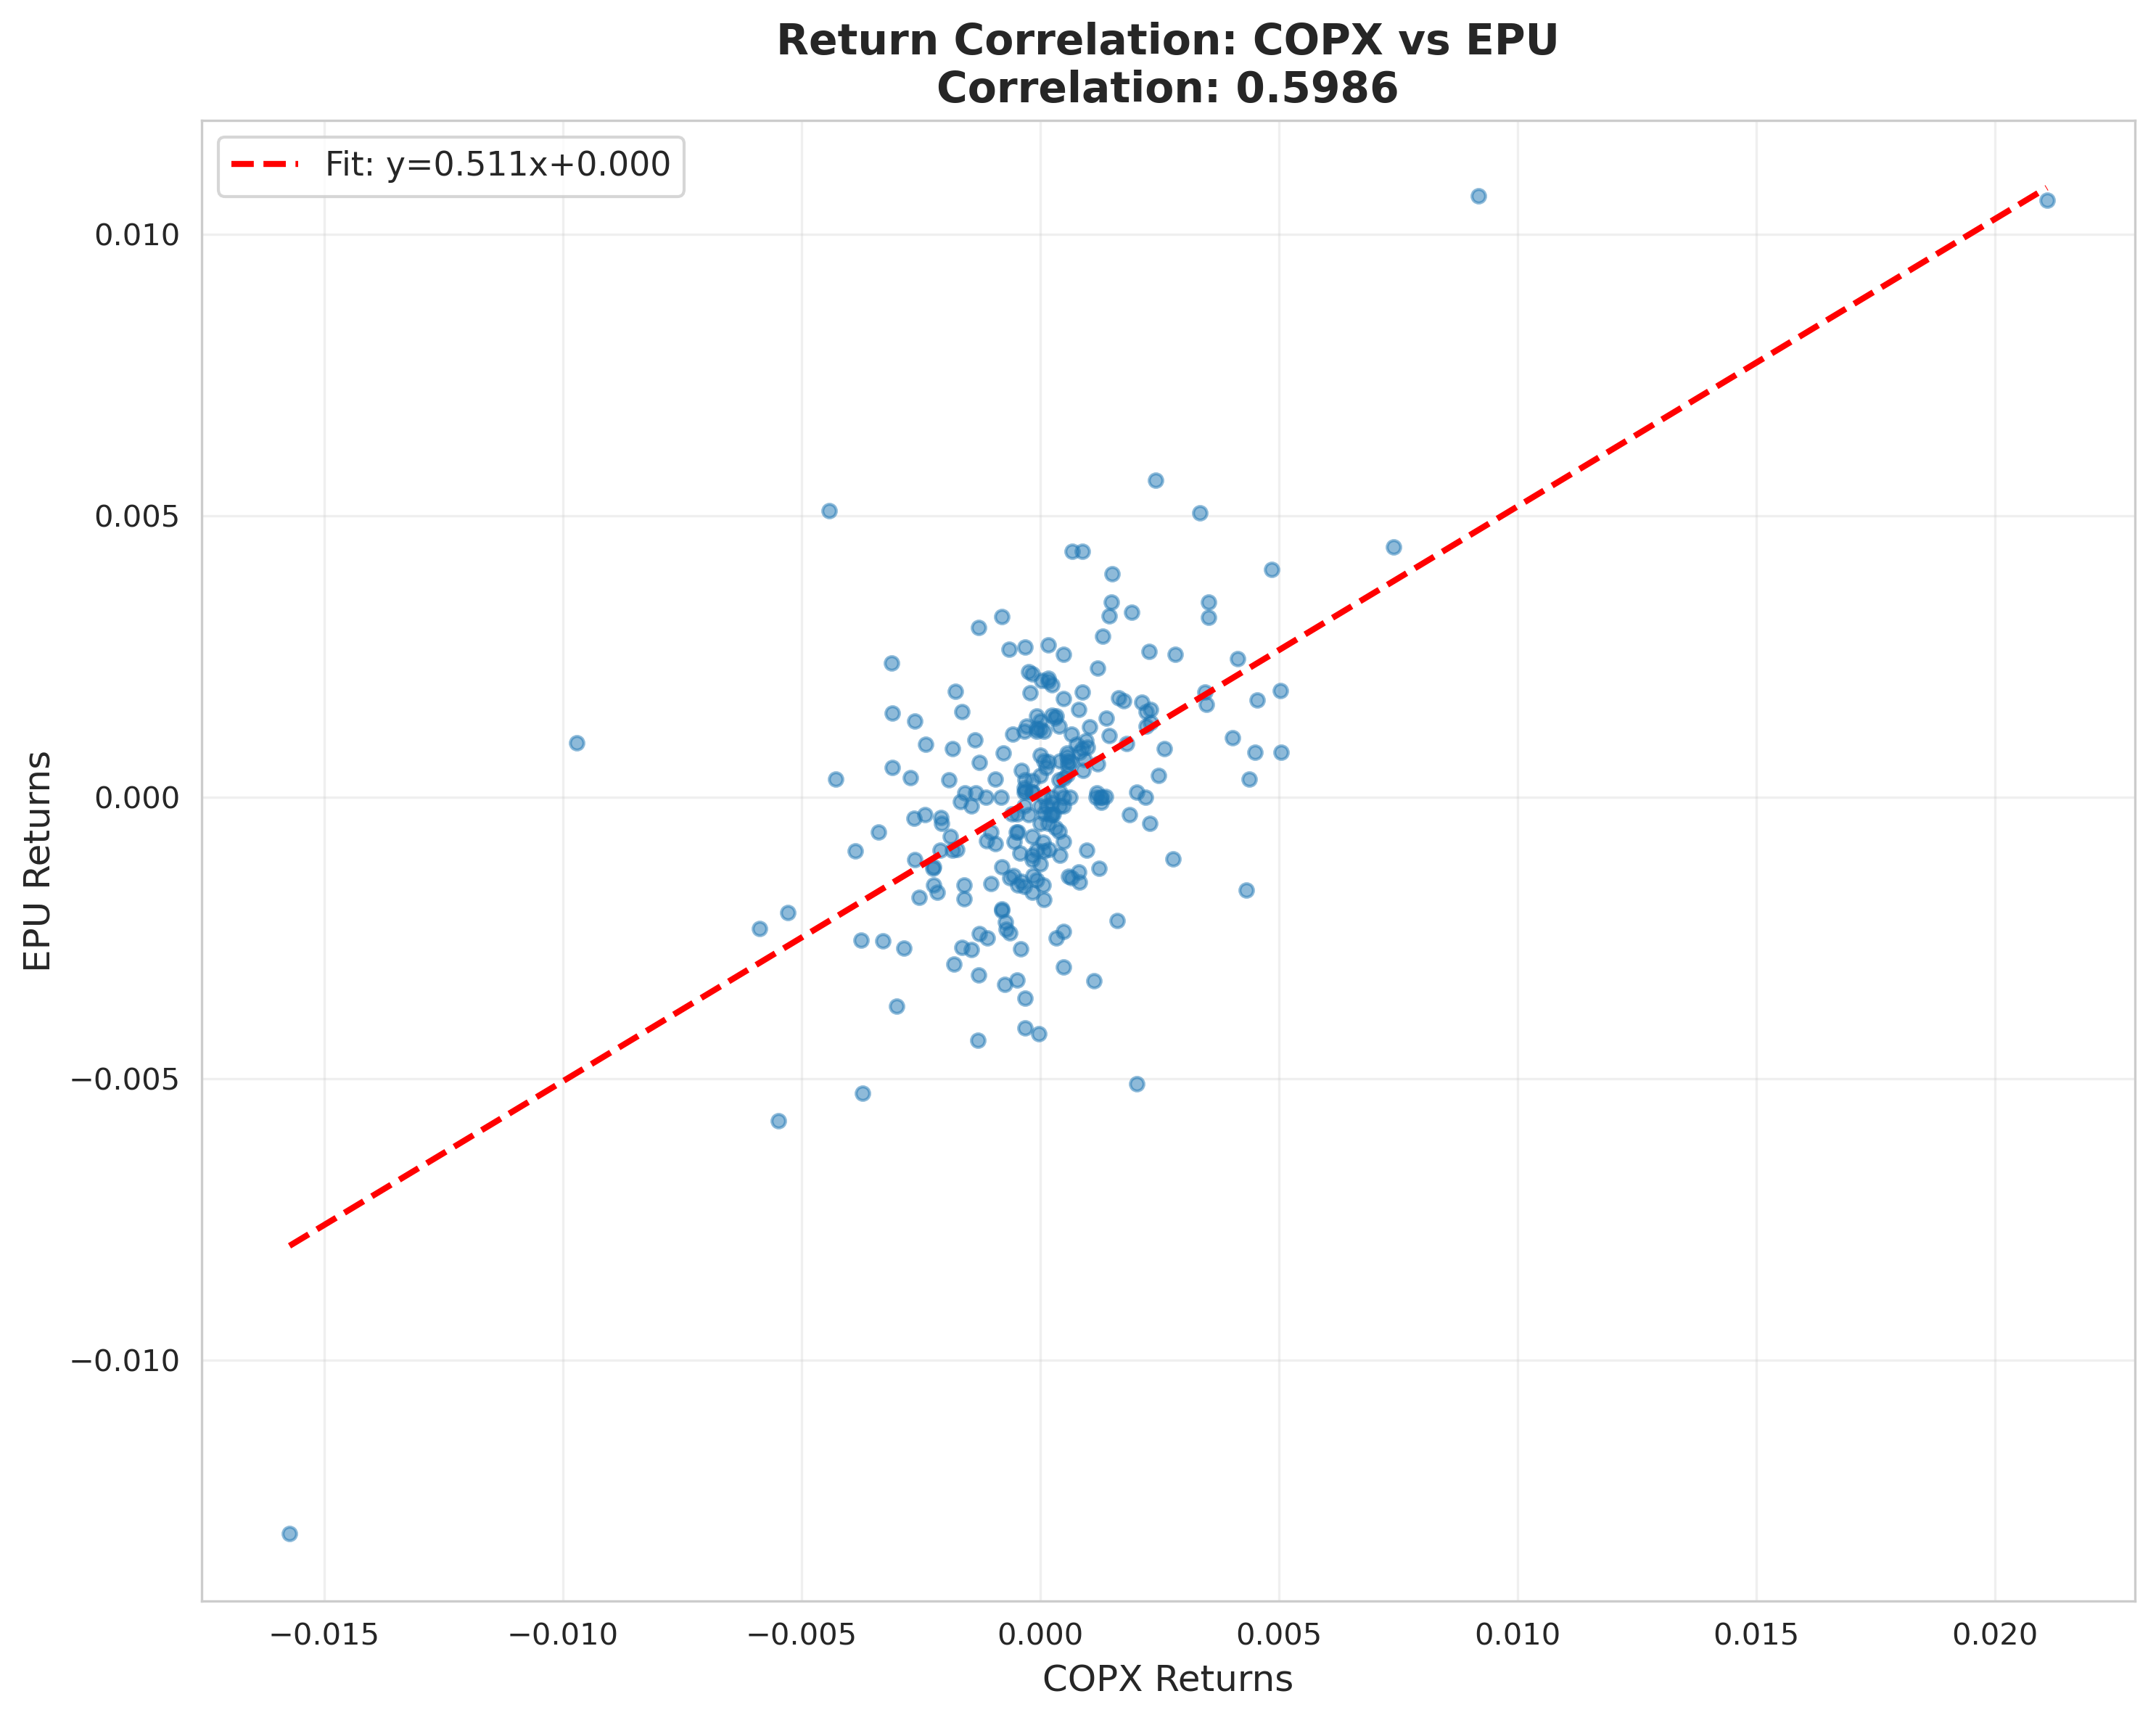 Return Correlation: COPX vs EPU
Correlation: 0.5986
Fit: y=0.511x+0.000
0.010
0.005
0.000
−0.005
−0.010
EPU Returns
−0.015
−0.010
−0.005
0.000
0.005
0.010
0.015
0.020
COPX Returns